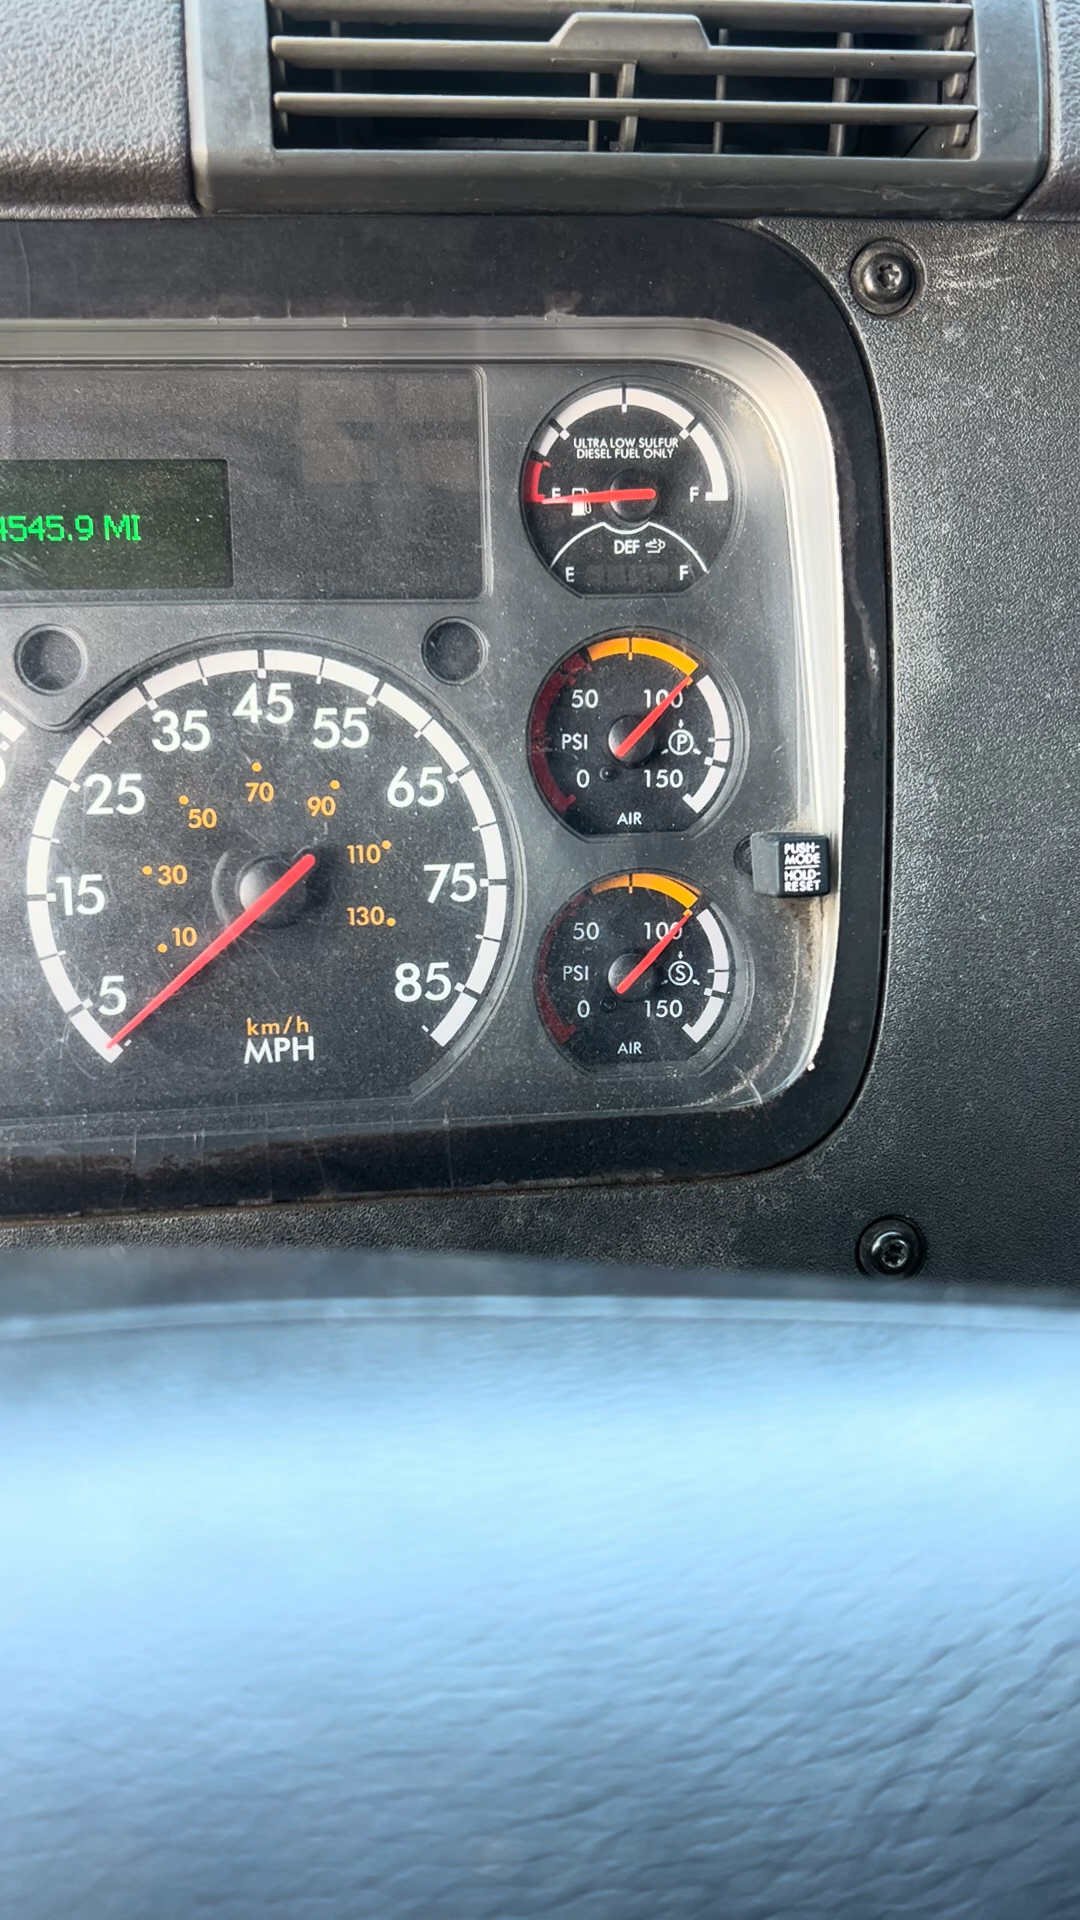 ULTRA LOW SULFUR
DIESEL FUEL ONLY
E F
DEF
E F
4545.9 MI
5 15 25 35 45 55 65 75 85
10 30 50 70 90 110 130
km/h
MPH
50 100
PSI P
0 150
AIR
PUSH-
MODE
HOLD-
RESET
50 100
PSI S
0 150
AIR